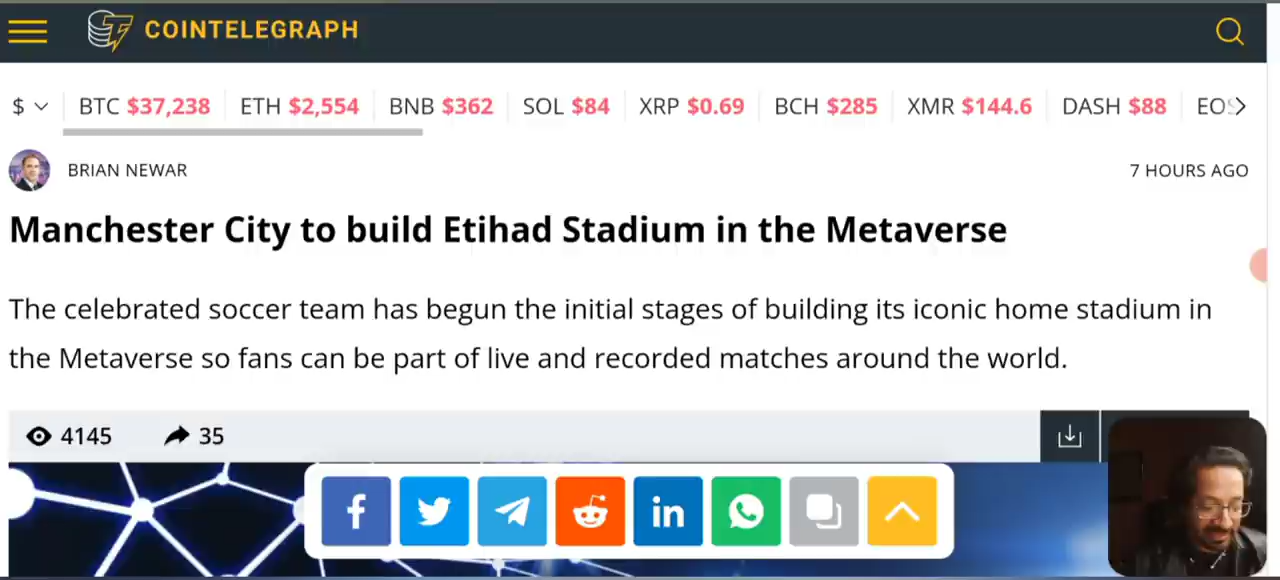 COINTELEGRAPH
$ BTC $37,238 ETH $2,554 BNB $362 SOL $84 XRP $0.69 BCH $285 XMR $144.6 DASH $88 EOS
BRIAN NEWAR 7 HOURS AGO
Manchester City to build Etihad Stadium in the Metaverse
The celebrated soccer team has begun the initial stages of building its iconic home stadium in
the Metaverse so fans can be part of live and recorded matches around the world.
4145 35